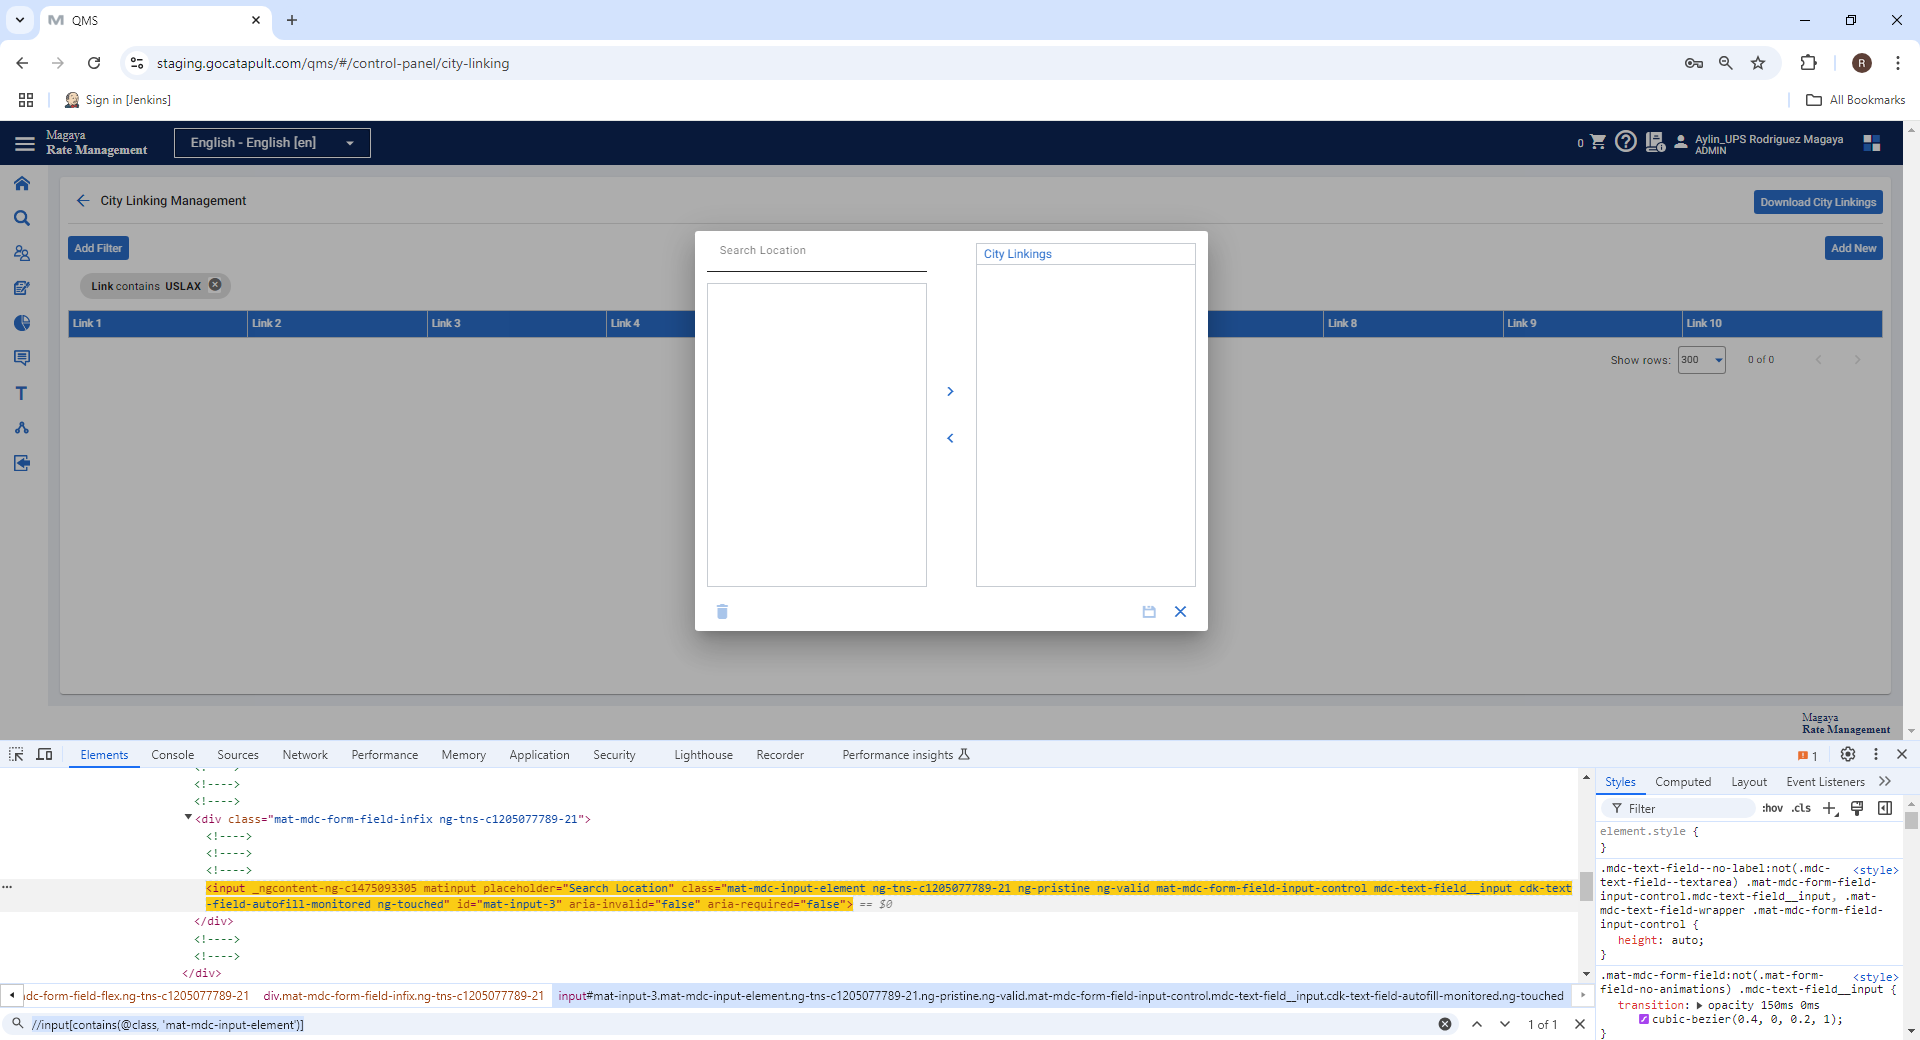 QMS
staging.gocatapult.com/qms/#/control-panel/city-linking
R
Sign in [Jenkins]
All Bookmarks
Magaya
Rate Management
English - English [en]
0
Aylin_UPS Rodriguez Magaya
ADMIN
City Linking Management
Download City Linkings
Add Filter
Add New
Link contains USLAX
Link 1
Link 2
Link 3
Link 4
Link 8
Link 9
Link 10
Show rows:
300
0 of 0
Search Location
City Linkings
Magaya
Rate Management
Elements
Console
Sources
Network
Performance
Memory
Application
Security
Lighthouse
Recorder
Performance insights
1
<!---->
<!---->
<div class="mat-mdc-form-field-infix ng-tns-c1205077789-21">
<!---->
<!---->
<!---->
<input _ngcontent-ng-c1475093305 matinput placeholder="Search Location" class="mat-mdc-input-element ng-tns-c1205077789-21 ng-pristine ng-valid mat-mdc-form-field-input-control mdc-text-field__input cdk-text
-field-autofill-monitored ng-touched" id="mat-input-3" aria-invalid="false" aria-required="false"> == $0
</div>
<!---->
<!---->
</div>
dc-form-field-flex.ng-tns-c1205077789-21
div.mat-mdc-form-field-infix.ng-tns-c1205077789-21
input#mat-input-3.mat-mdc-input-element.ng-tns-c1205077789-21.ng-pristine.ng-valid.mat-mdc-form-field-input-control.mdc-text-field__input.cdk-text-field-autofill-monitored.ng-touched
//input[contains(@class, 'mat-mdc-input-element')]
1 of 1
Styles
Computed
Layout
Event Listeners
Filter
:hov
.cls
element.style {
}
.mdc-text-field--no-label:not(.mdc- <style>
text-field--textarea) .mat-mdc-form-field-
input-control.mdc-text-field__input, .mat-
mdc-text-field-wrapper .mat-mdc-form-field-
input-control {
height: auto;
}
.mat-mdc-form-field:not(.mat-form- <style>
field-no-animations) .mdc-text-field__input {
transition: opacity 150ms 0ms
cubic-bezier(0.4, 0, 0.2, 1);
}